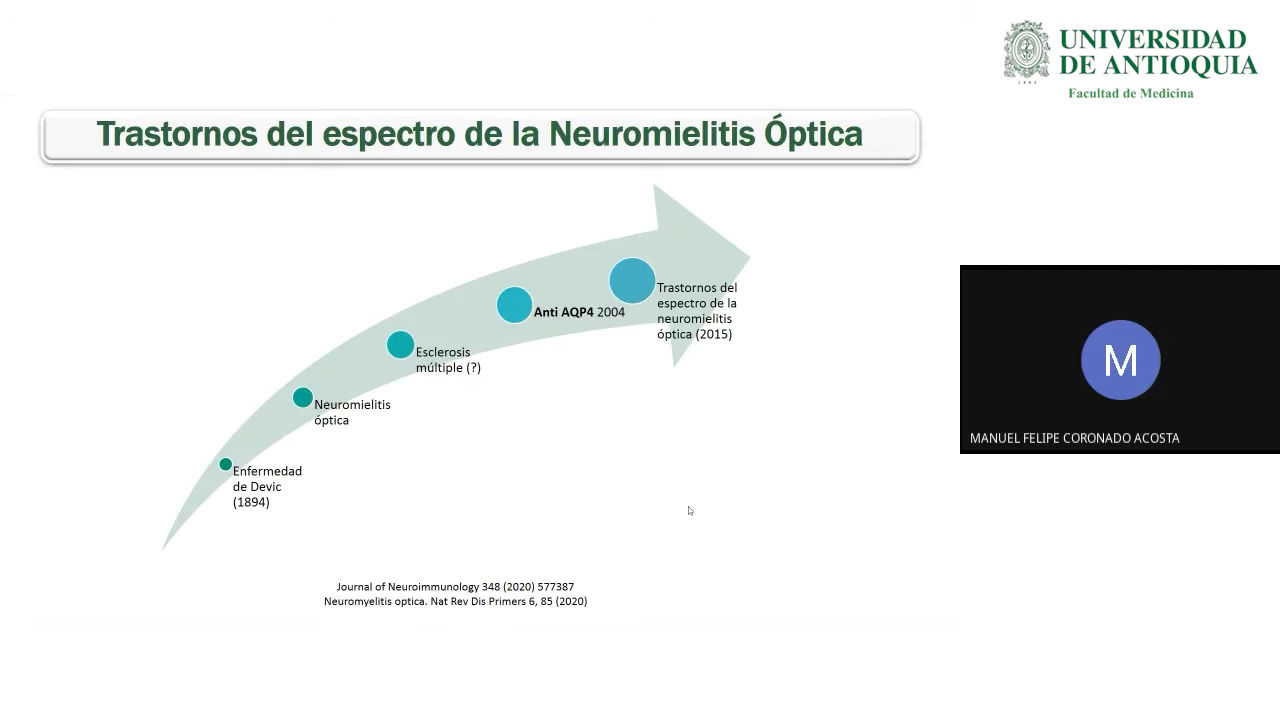 UNIVERSIDAD
DE ANTIOQUIA
Facultad de Medicina
1803
Trastornos del espectro de la Neuromielitis Óptica
Trastornos del
espectro de la
neuromielitis
óptica (2015)
Anti AQP4 2004
Esclerosis
múltiple (?)
Neuromielitis
óptica
Enfermedad
de Devic
(1894)
M
MANUEL FELIPE CORONADO ACOSTA
Journal of Neuroimmunology 348 (2020) 577387
Neuromyelitis optica. Nat Rev Dis Primers 6, 85 (2020)